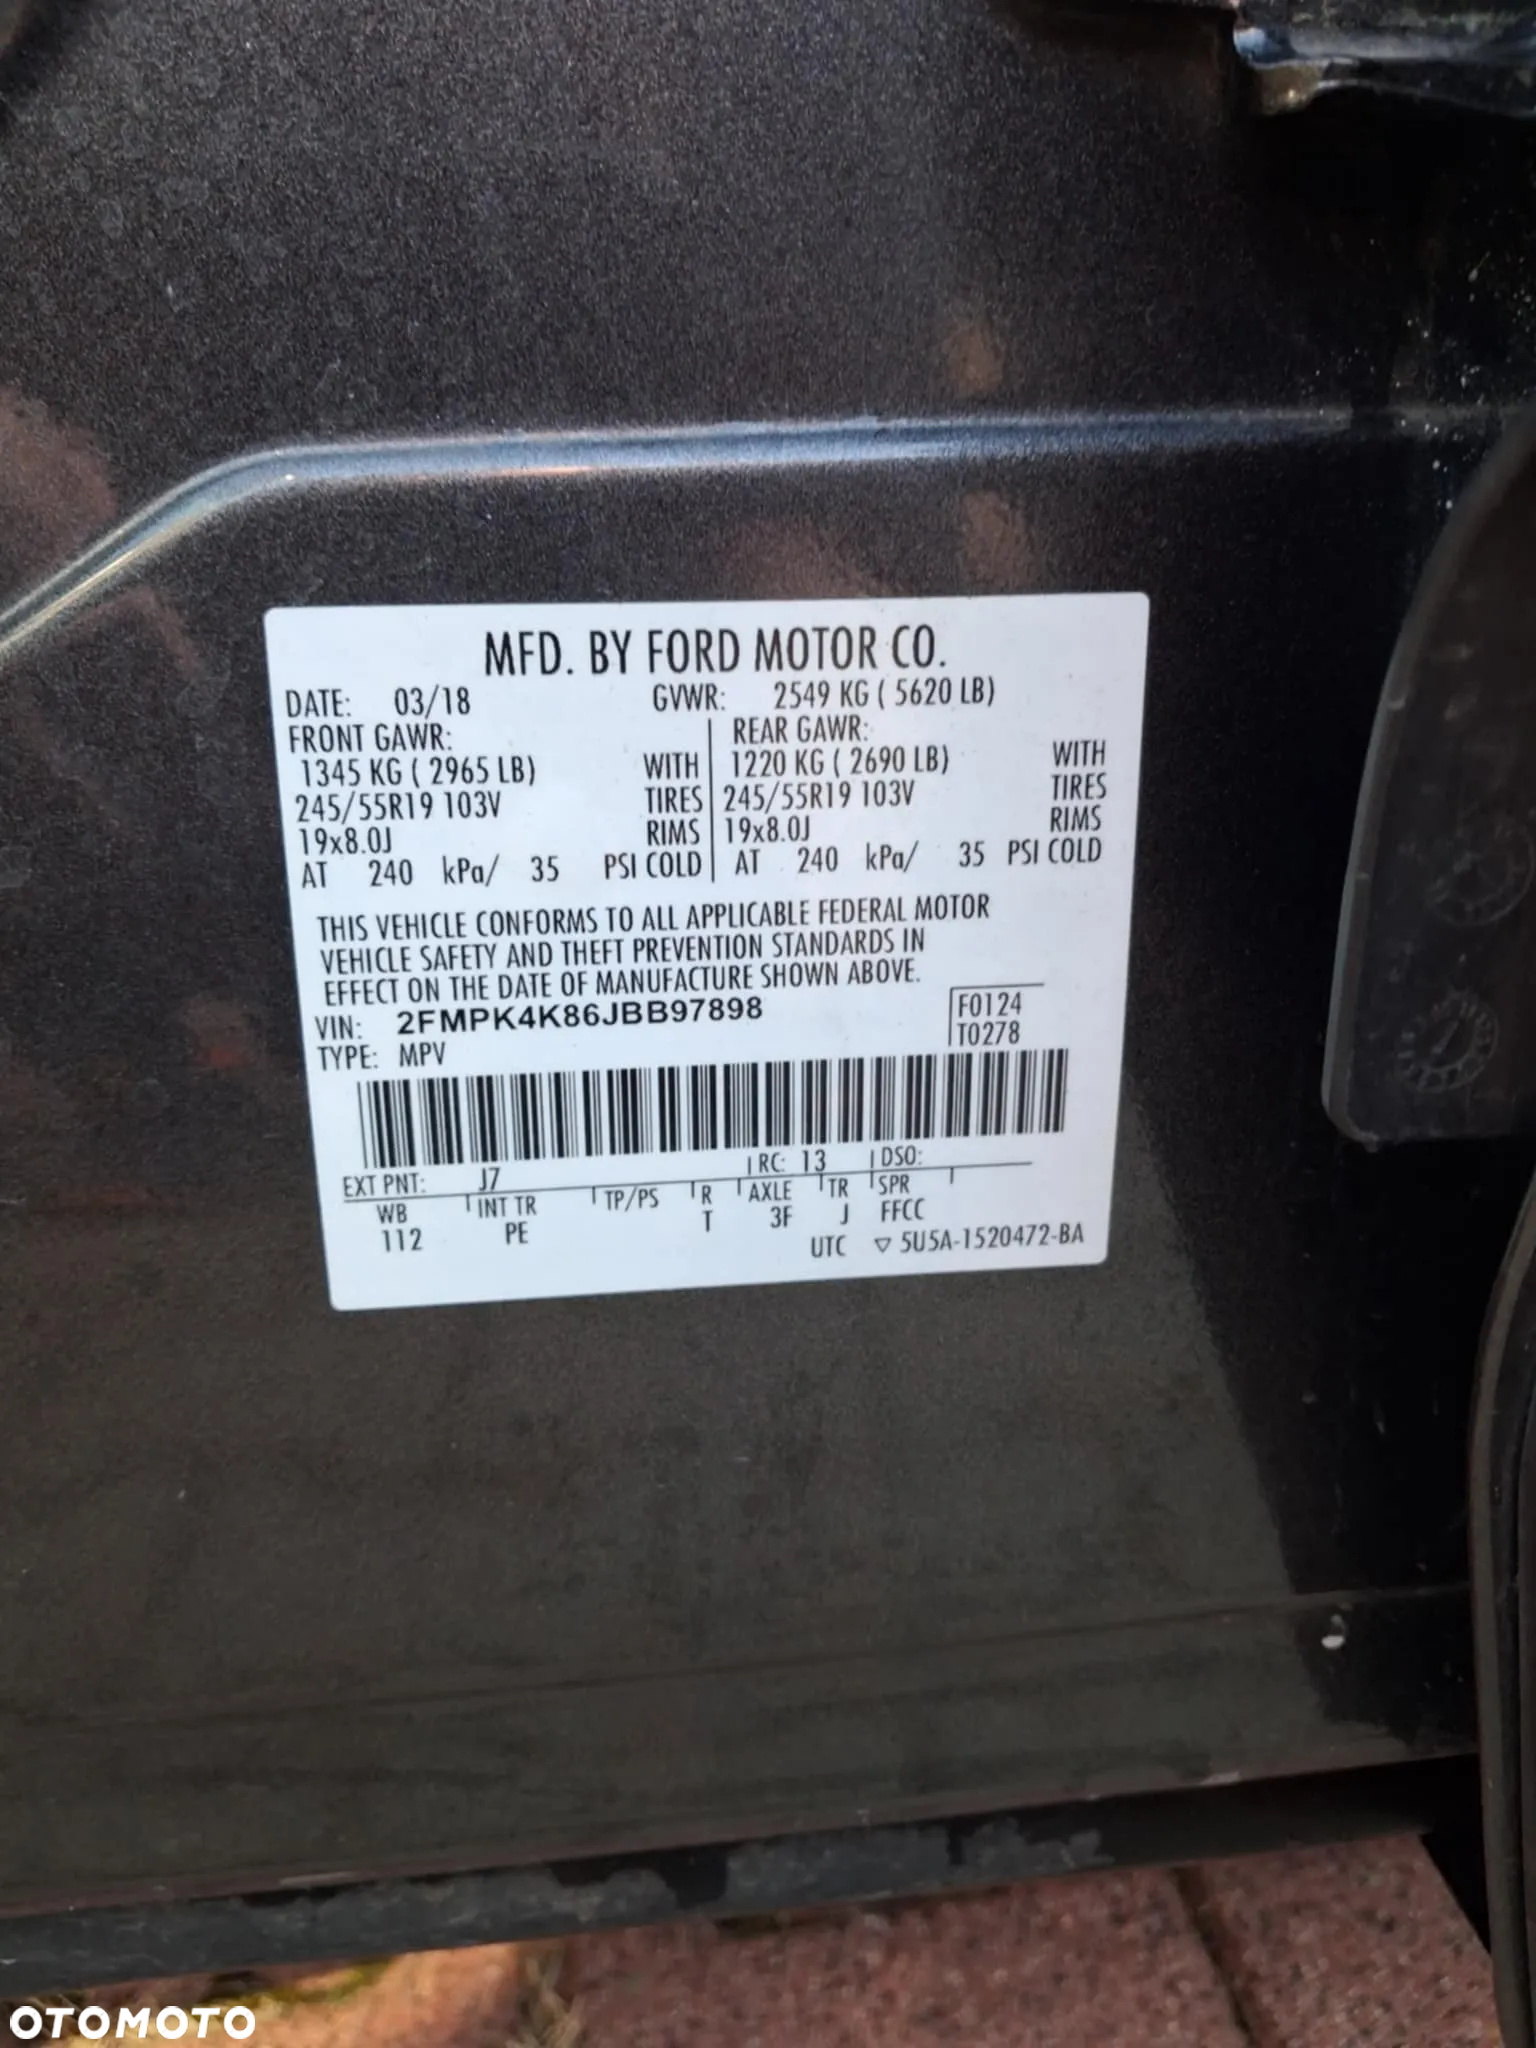 MFD. BY FORD MOTOR CO.
DATE: 03/18 GVWR: 2549 KG ( 5620 LB)
FRONT GAWR: REAR GAWR:
1345 KG ( 2965 LB) WITH 1220 KG ( 2690 LB) WITH
245/55R19 103V TIRES 245/55R19 103V TIRES
19x8.0J RIMS 19x8.0J RIMS
AT 240 kPa/ 35 PSI COLD AT 240 kPa/ 35 PSI COLD
THIS VEHICLE CONFORMS TO ALL APPLICABLE FEDERAL MOTOR
VEHICLE SAFETY AND THEFT PREVENTION STANDARDS IN
EFFECT ON THE DATE OF MANUFACTURE SHOWN ABOVE.
VIN: 2FMPK4K86JBB97898 F0124
TYPE: MPV T0278
EXT PNT: J7 RC: 13 DSO:
WB INT TR TP/PS R AXLE TR SPR
112 PE T 3F J FFCC
UTC ▽ 5U5A-1520472-BA
OTOMOTO